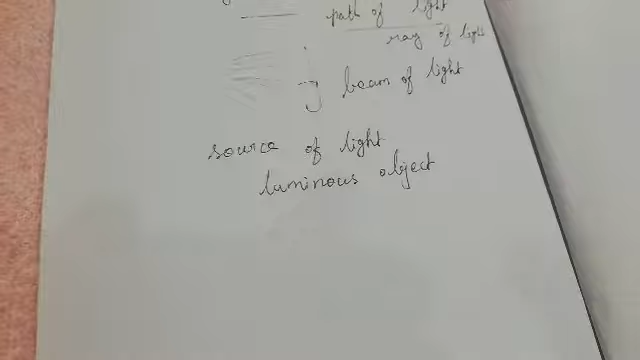 path of light
ray of light
beam of light
source of light
luminous object